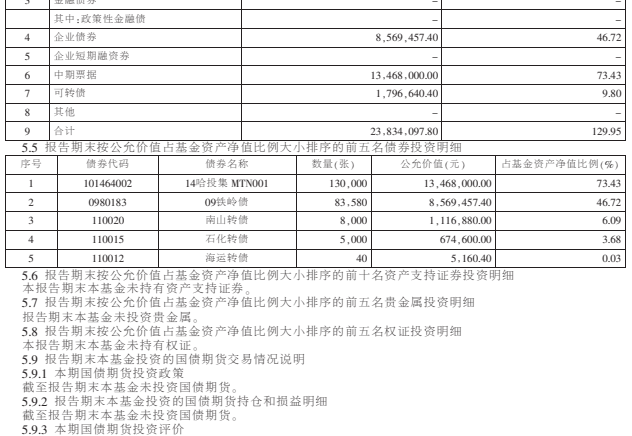 3 金融债券 – –
其中:政策性金融债 – –
4 企业债券 8,569,457.40 46.72
5 企业短期融资券 – –
6 中期票据 13,468,000.00 73.43
7 可转债 1,796,640.40 9.80
8 其他 – –
9 合计 23,834,097.80 129.95
5.5 报告期末按公允价值占基金资产净值比例大小排序的前五名债券投资明细
序号 债券代码 债券名称 数量(张) 公允价值(元) 占基金资产净值比例(%)
1 101464002 14哈投集 MTN001 130,000 13,468,000.00 73.43
2 0980183 09铁岭债 83,580 8,569,457.40 46.72
3 110020 南山转债 8,000 1,116,880.00 6.09
4 110015 石化转债 5,000 674,600.00 3.68
5 110012 海运转债 40 5,160.40 0.03
5.6 报告期末按公允价值占基金资产净值比例大小排序的前十名资产支持证券投资明细
本报告期末本基金未持有资产支持证券。
5.7 报告期末按公允价值占基金资产净值比例大小排序的前五名贵金属投资明细
报告期末本基金未投资贵金属。
5.8 报告期末按公允价值占基金资产净值比例大小排序的前五名权证投资明细
本报告期末本基金未持有权证。
5.9 报告期末本基金投资的国债期货交易情况说明
5.9.1 本期国债期货投资政策
截至报告期末本基金未投资国债期货。
5.9.2 报告期末本基金投资的国债期货持仓和损益明细
截至报告期末本基金未投资国债期货。
5.9.3 本期国债期货投资评价